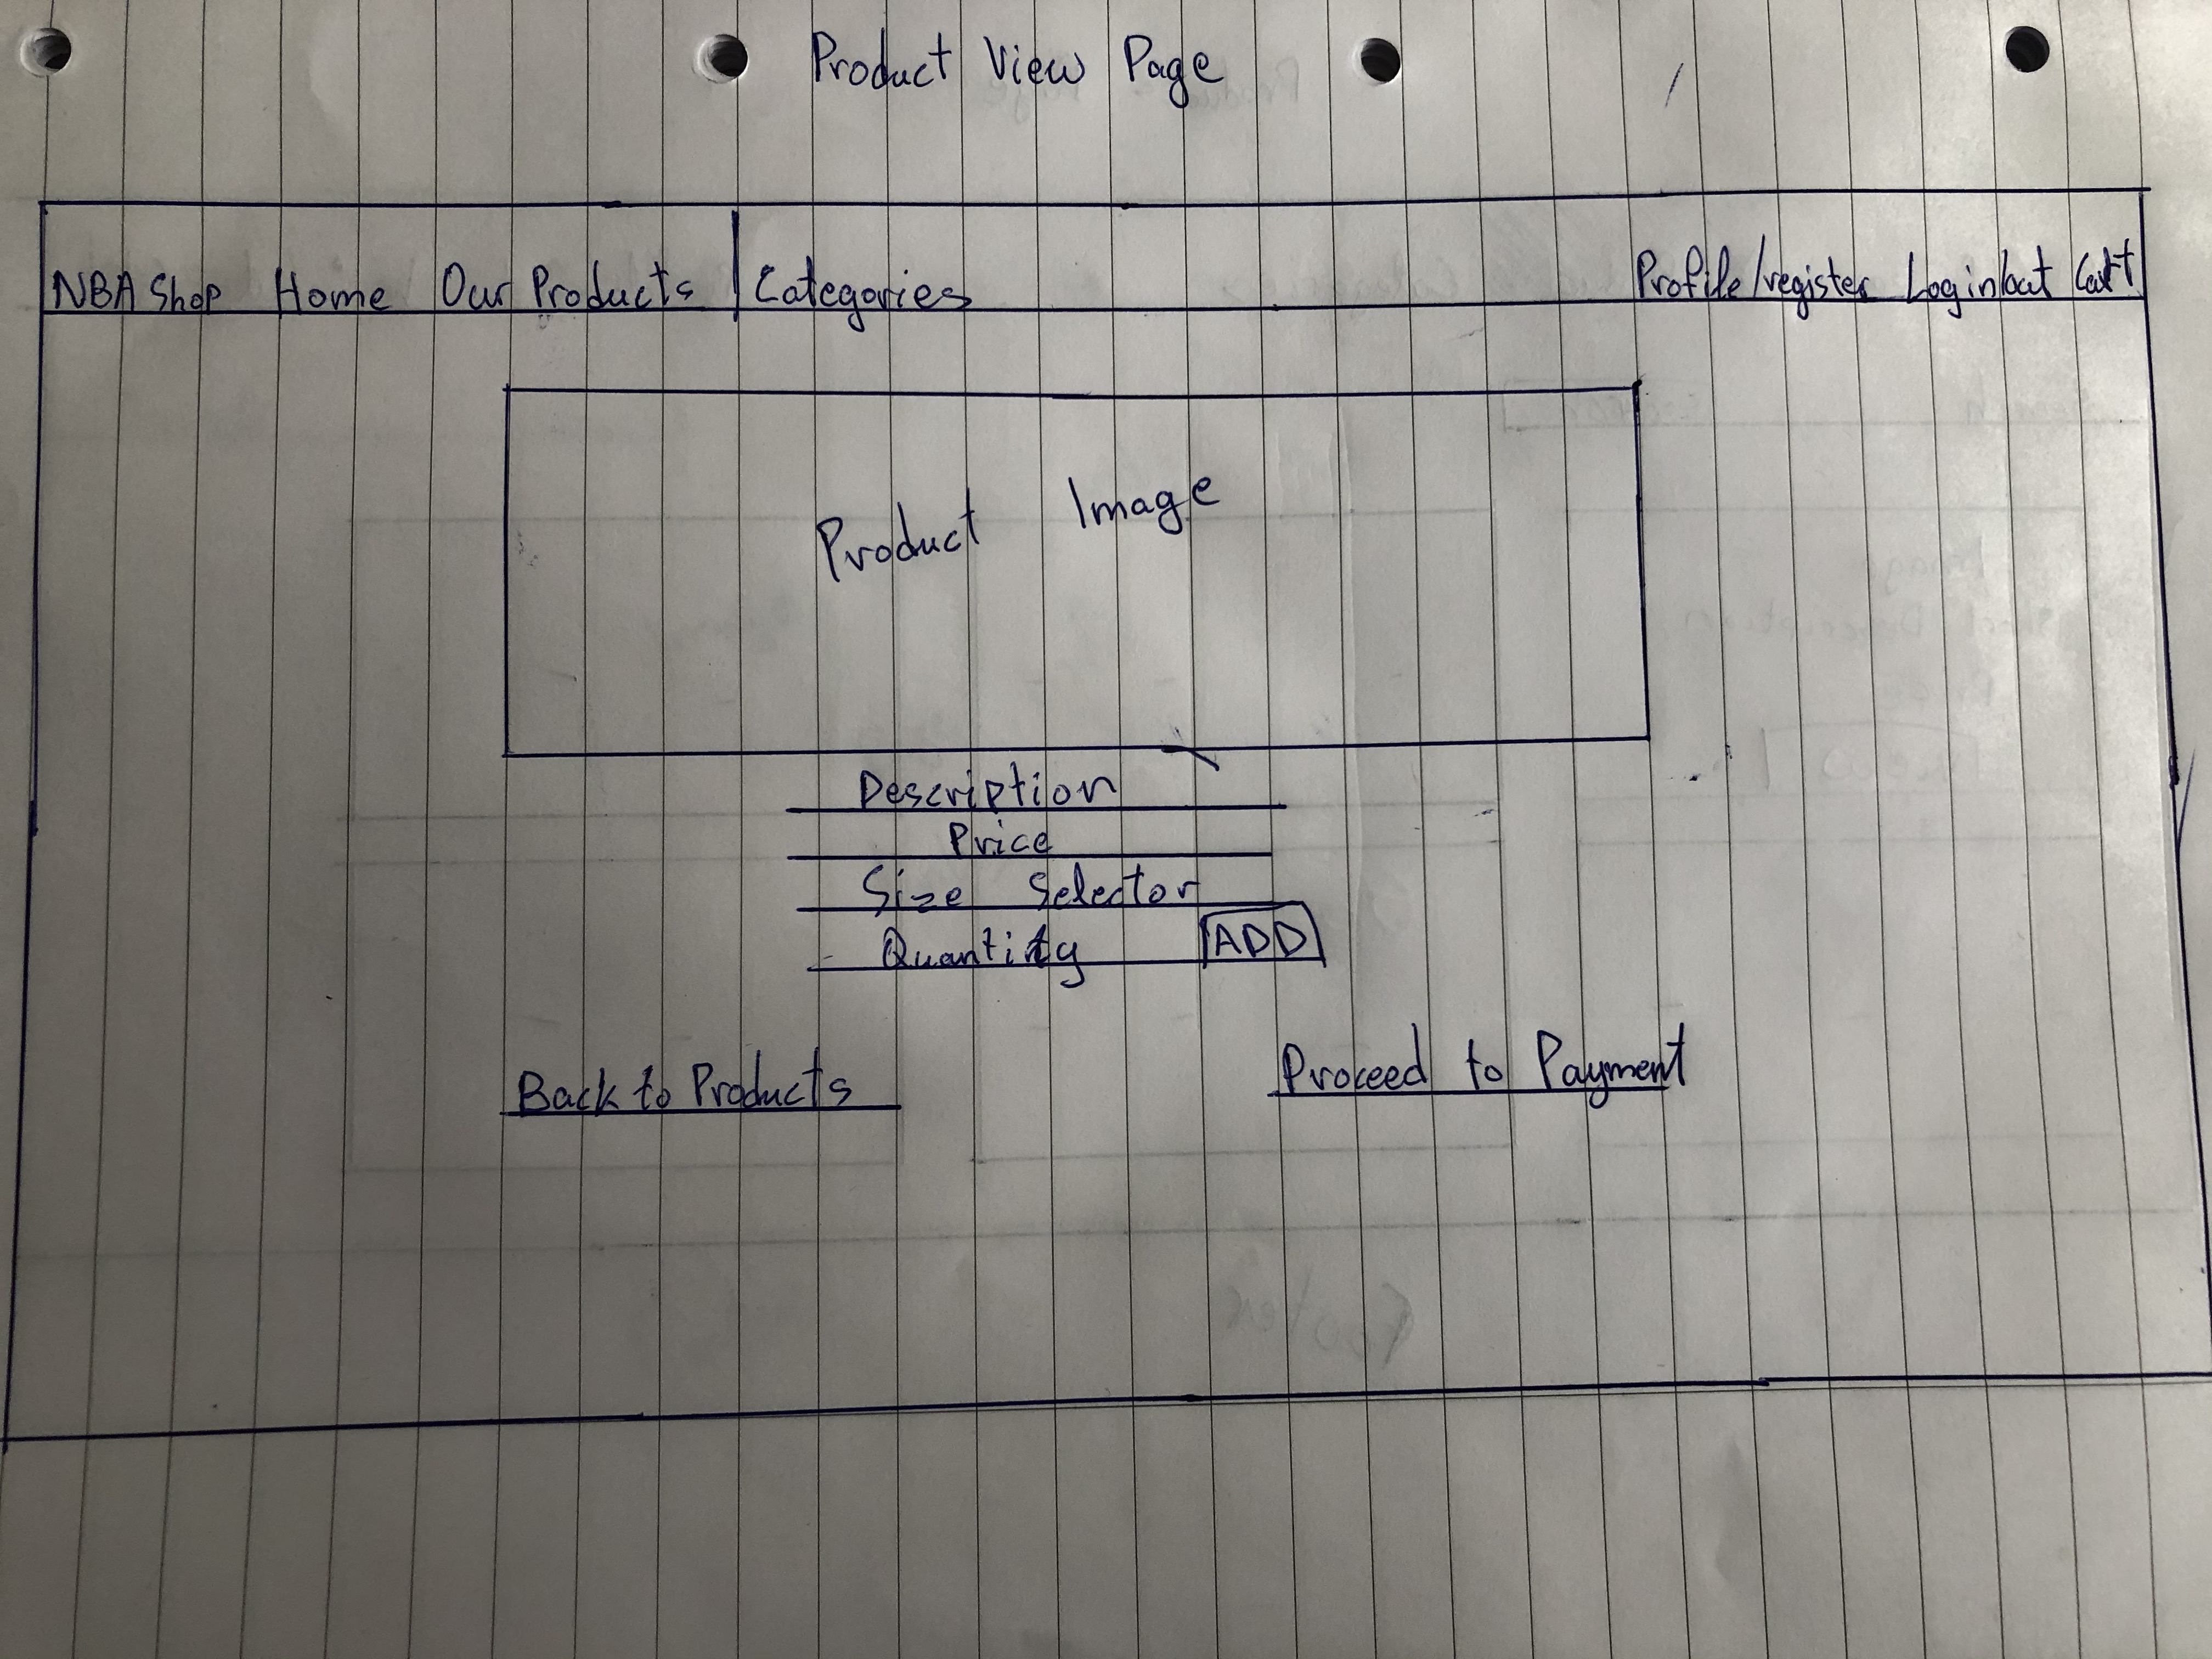 Product View Page
NBA Shop Home Our Products | Categories Profile/register Login/out Cart
Product Image
Description
Price
Size Selector
Quantity ADD
Back to Products Proceed to Payment